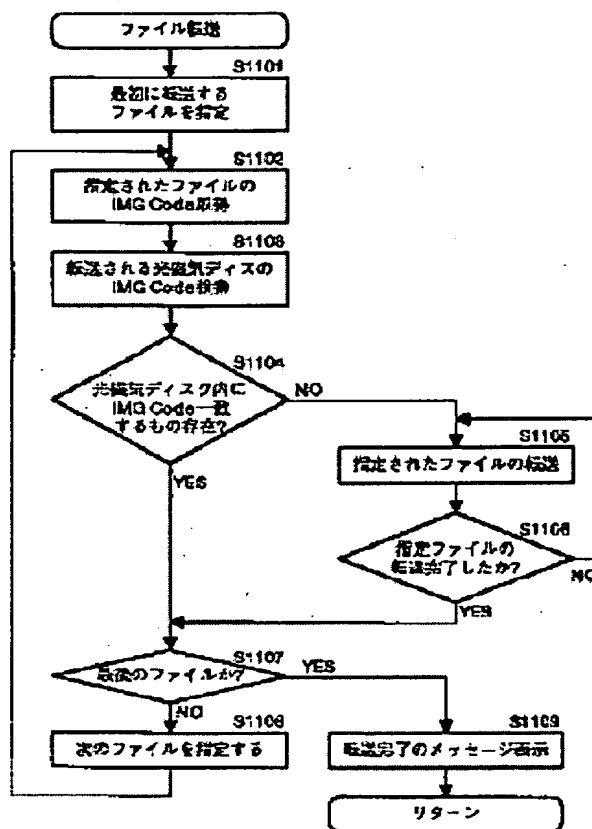 ファイル転送
S1101
最初に転送する
ファイルを指定
S1102
指定されたファイルの
IMG Code取得
S1103
転送される光磁気ディスの
IMG Code検索
S1104
光磁気ディスク内に
IMG Code一致
するもの存在?
NO
YES
S1105
指定されたファイルの転送
S1106
指定ファイルの
転送完了したか?
NO
YES
S1107
最後のファイルか?
YES
NO
S1108
次のファイルを指定する
S1109
転送完了のメッセージ表示
リターン